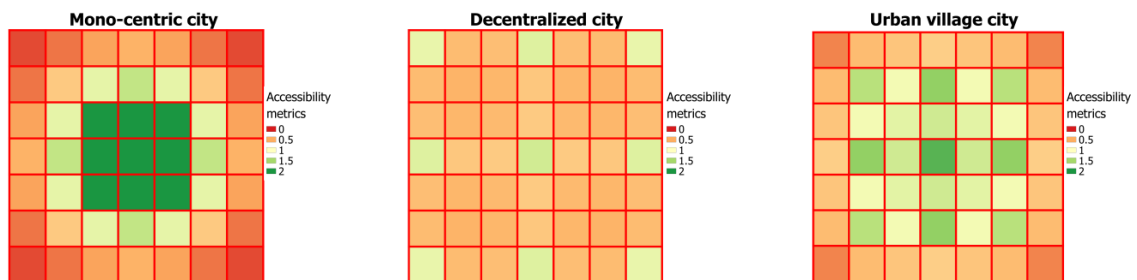 Mono-centric city
Accessibility
metrics
0
0.5
1
1.5
2
Decentralized city
Accessibility
metrics
0
0.5
1
1.5
2
Urban village city
Accessibility
metrics
0
0.5
1
1.5
2